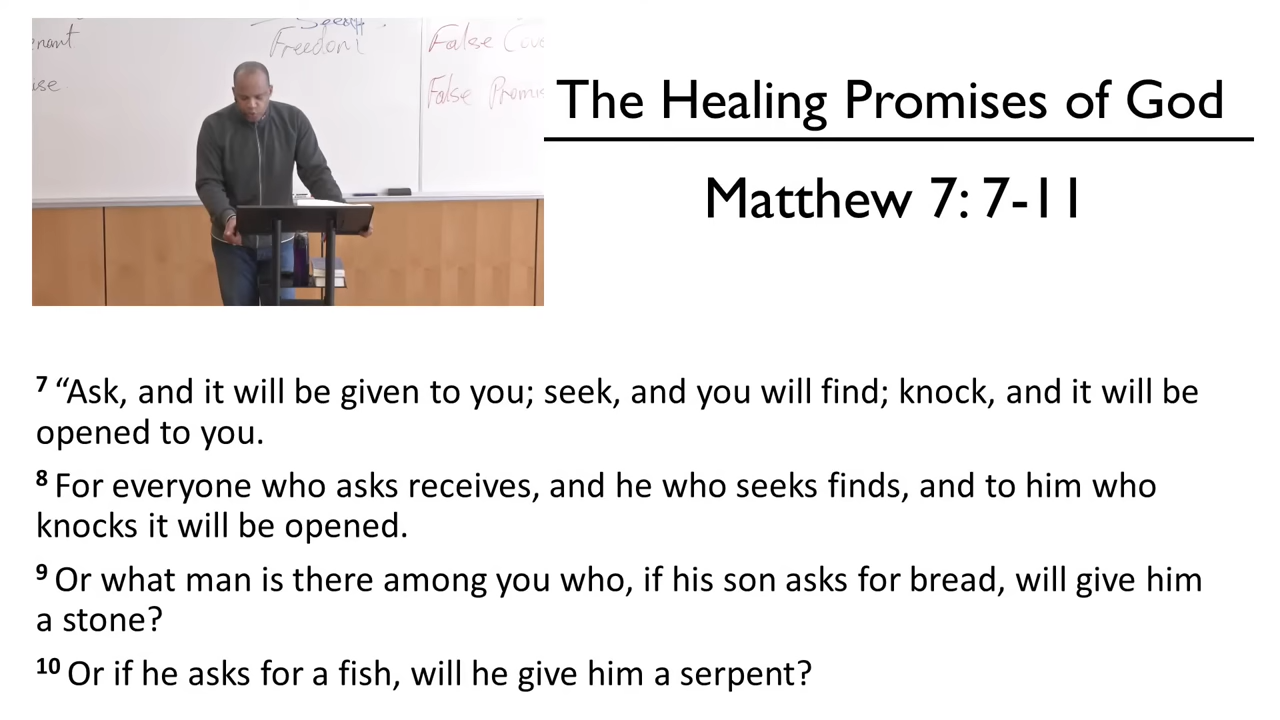 Freedom
False
False Promise
The Healing Promises of God
Matthew 7: 7-11
7 “Ask, and it will be given to you; seek, and you will find; knock, and it will be
opened to you.
8 For everyone who asks receives, and he who seeks finds, and to him who
knocks it will be opened.
9 Or what man is there among you who, if his son asks for bread, will give him
a stone?
10 Or if he asks for a fish, will he give him a serpent?